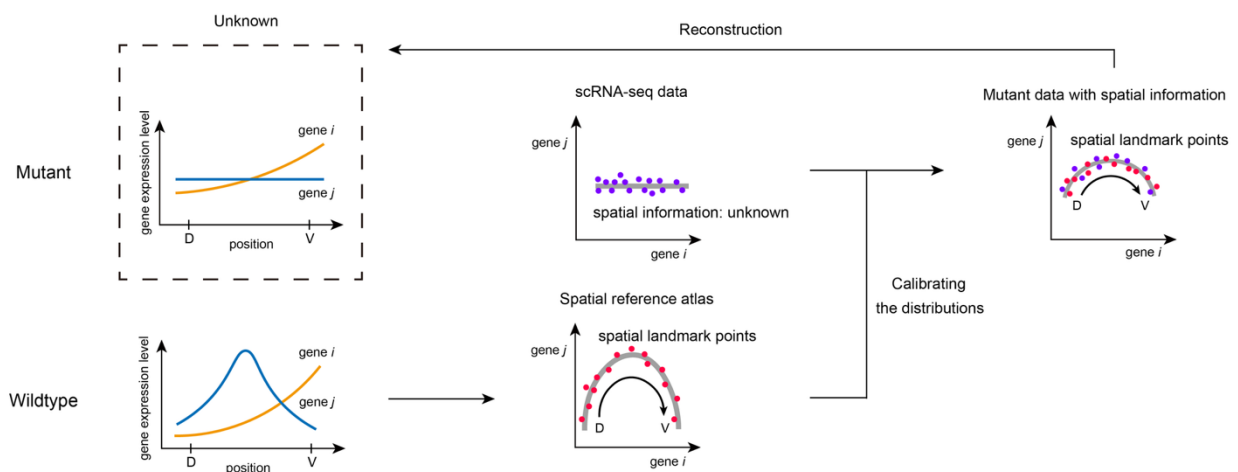 Unknown
Reconstruction
Mutant
gene expression level
gene i
gene j
D
V
position
scRNA-seq data
gene j
spatial information: unknown
gene i
Mutant data with spatial information
gene j
spatial landmark points
D
V
gene i
Calibrating
the distributions
Wildtype
gene expression level
gene i
gene j
D
V
position
Spatial reference atlas
gene j
spatial landmark points
D
V
gene i